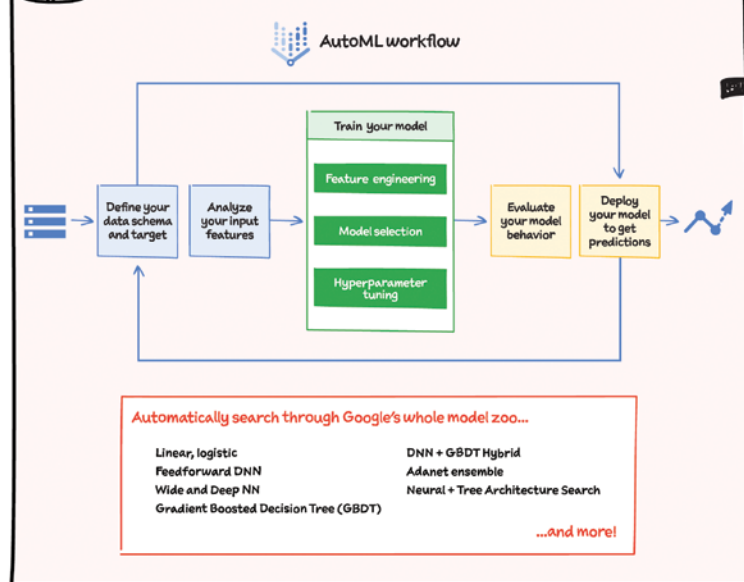 AutoML workflow
Train your model
Define your
data schema
and target
Analyze
your input
features
Feature engineering
Model selection
Hyperparameter
tuning
Evaluate
your model
behavior
Deploy
your model
to get
predictions
Automatically search through Google's whole model zoo...
Linear, logistic
Feedforward DNN
Wide and Deep NN
Gradient Boosted Decision Tree (GBDT)
DNN + GBDT Hybrid
Adanet ensemble
Neural + Tree Architecture Search
...and more!